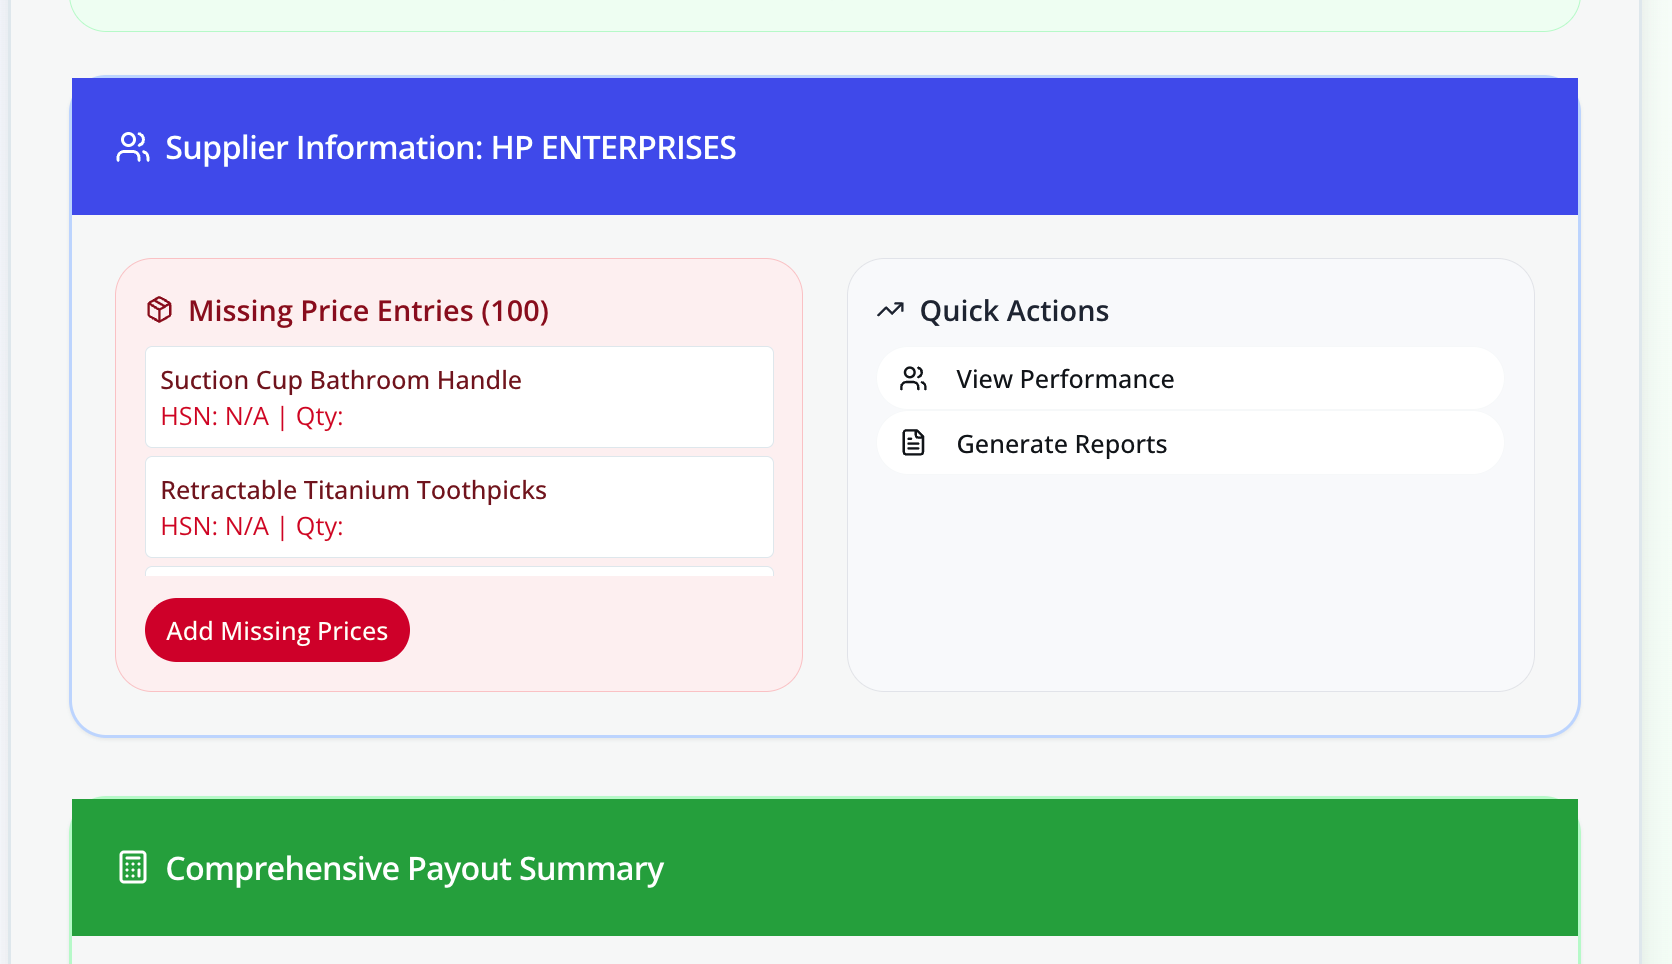 Supplier Information: HP ENTERPRISES
Missing Price Entries (100)
Suction Cup Bathroom Handle
HSN: N/A | Qty:
Retractable Titanium Toothpicks
HSN: N/A | Qty:
Add Missing Prices
Quick Actions
View Performance
Generate Reports
Comprehensive Payout Summary